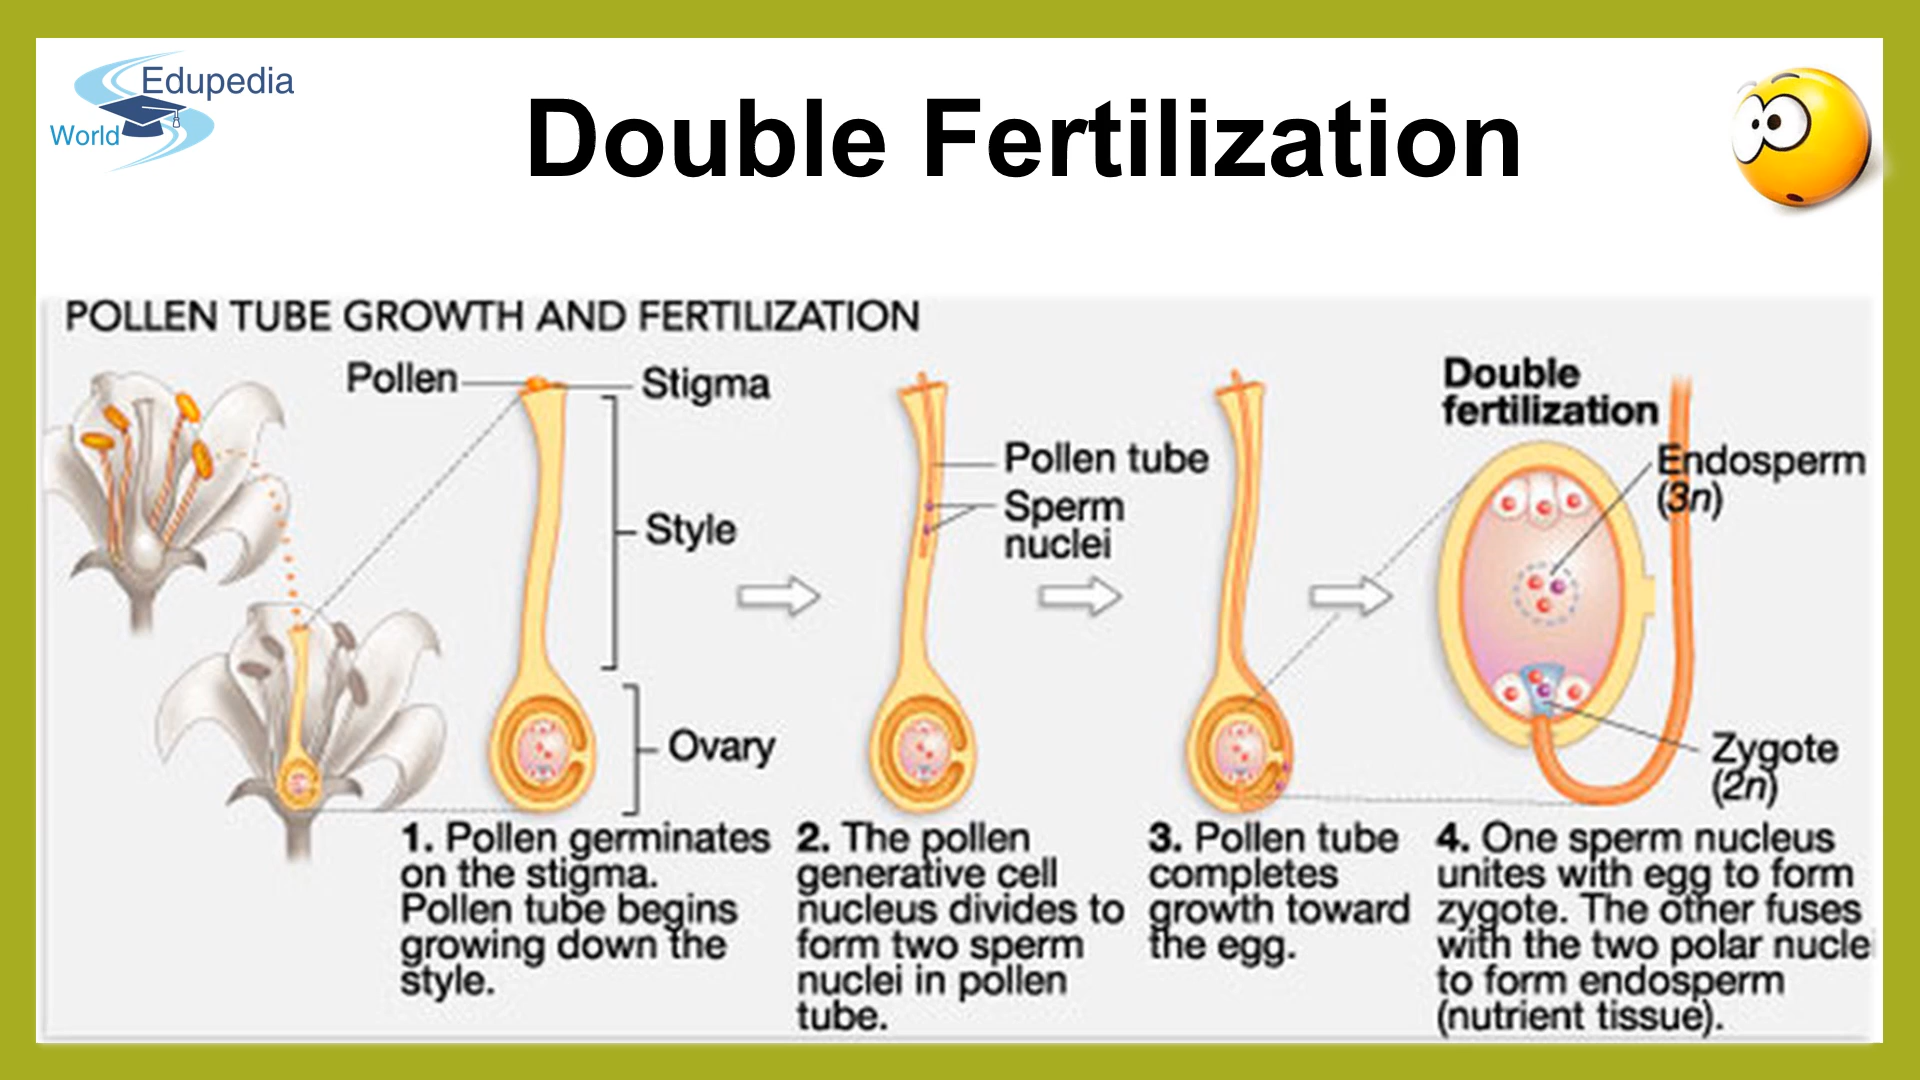 Edupedia
World
Double Fertilization
POLLEN TUBE GROWTH AND FERTILIZATION
Pollen
Stigma
Style
Ovary
Pollen tube
Sperm
nuclei
Double
fertilization
Endosperm
(3n)
Zygote
(2n)
1. Pollen germinates
on the stigma.
Pollen tube begins
growing down the
style.
2. The pollen
generative cell
nucleus divides to
form two sperm
nuclei in pollen
tube.
3. Pollen tube
completes
growth toward
the egg.
4. One sperm nucleus
unites with egg to form
zygote. The other fuses
with the two polar nuclei
to form endosperm
(nutrient tissue).